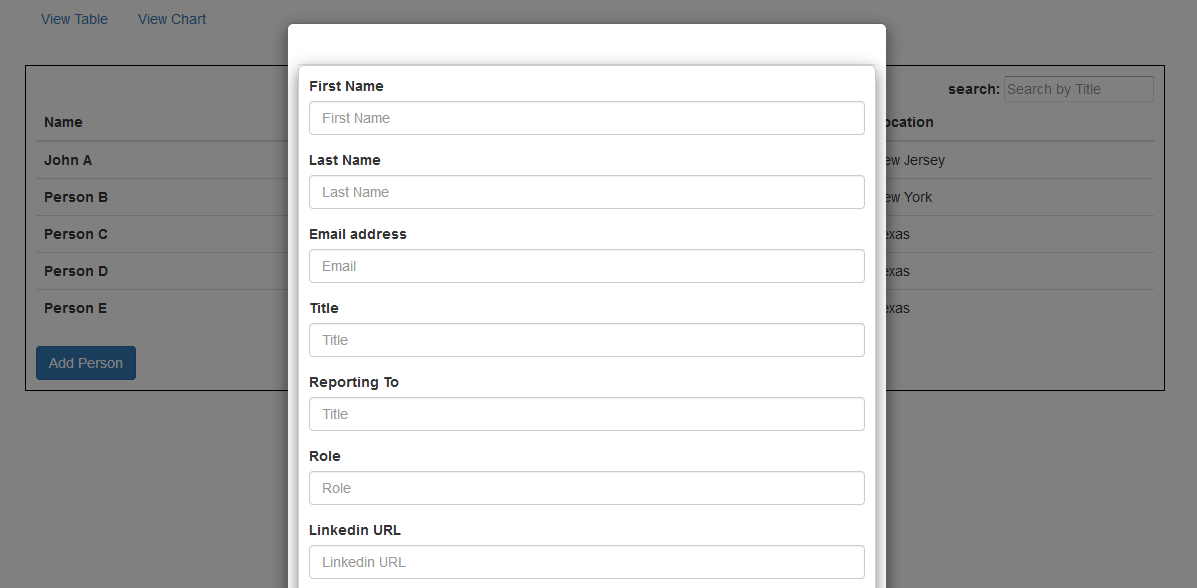 View Table View Chart
search: Search by Title
Name
John A
Person B
Person C
Person D
Person E
Add Person
First Name
First Name
Last Name
Last Name
Email address
Email
Title
Title
Reporting To
Title
Role
Role
Linkedin URL
Linkedin URL
ocation
ew Jersey
ew York
exas
exas
exas